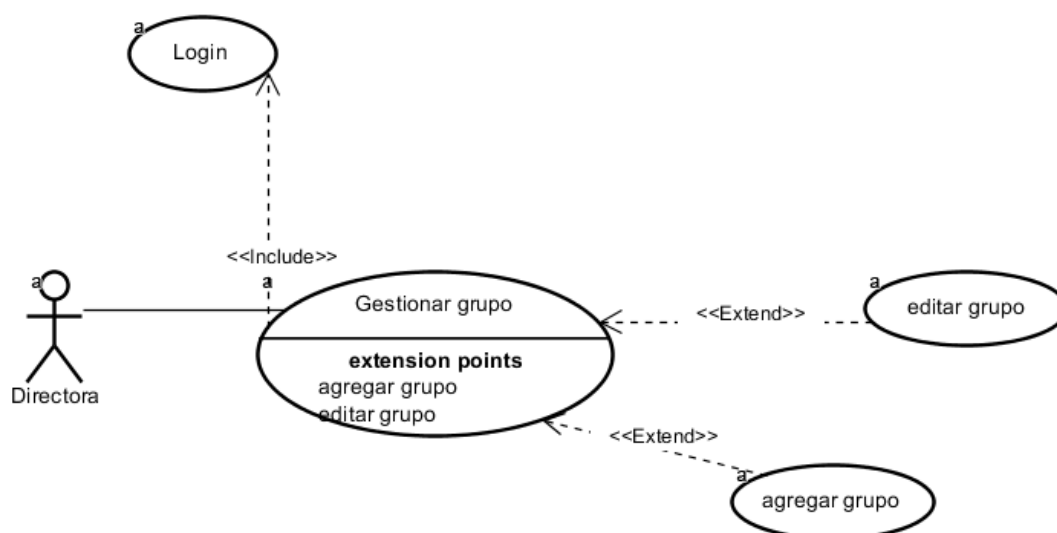 a
Login
<<Include>>
a
a
Directora
Gestionar grupo
extension points
agregar grupo
editar grupo
<<Extend>>
a
editar grupo
<<Extend>>
a
agregar grupo